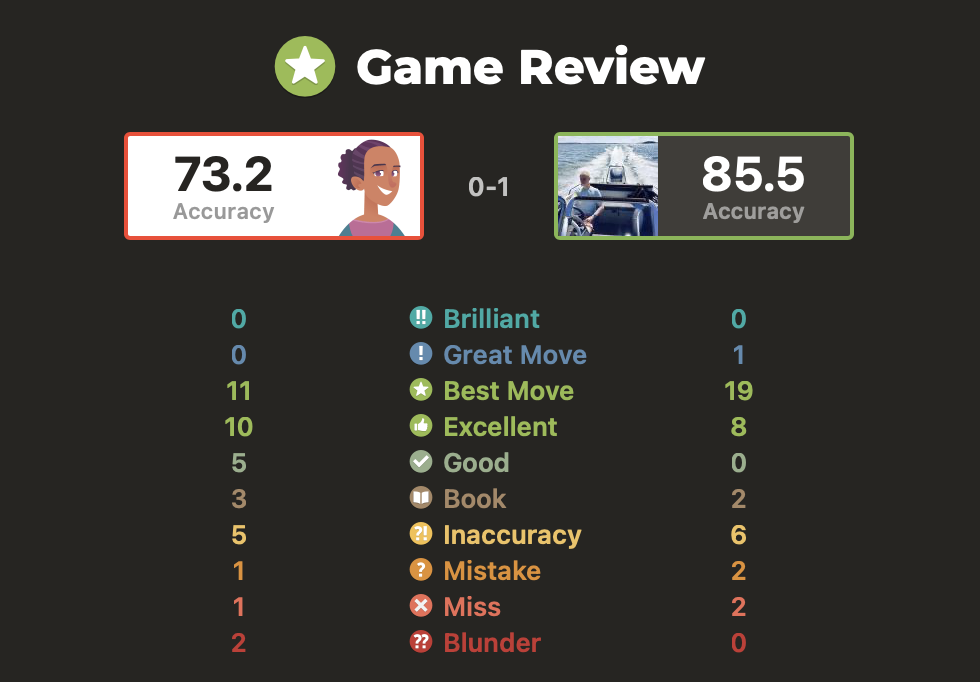 Game Review
73.2 0-1 85.5
Accuracy Accuracy
0 !! Brilliant 0
0 ! Great Move 1
11 Best Move 19
10 Excellent 8
5 Good 0
3 Book 2
5 ?! Inaccuracy 6
1 ? Mistake 2
1 Miss 2
2 ?? Blunder 0